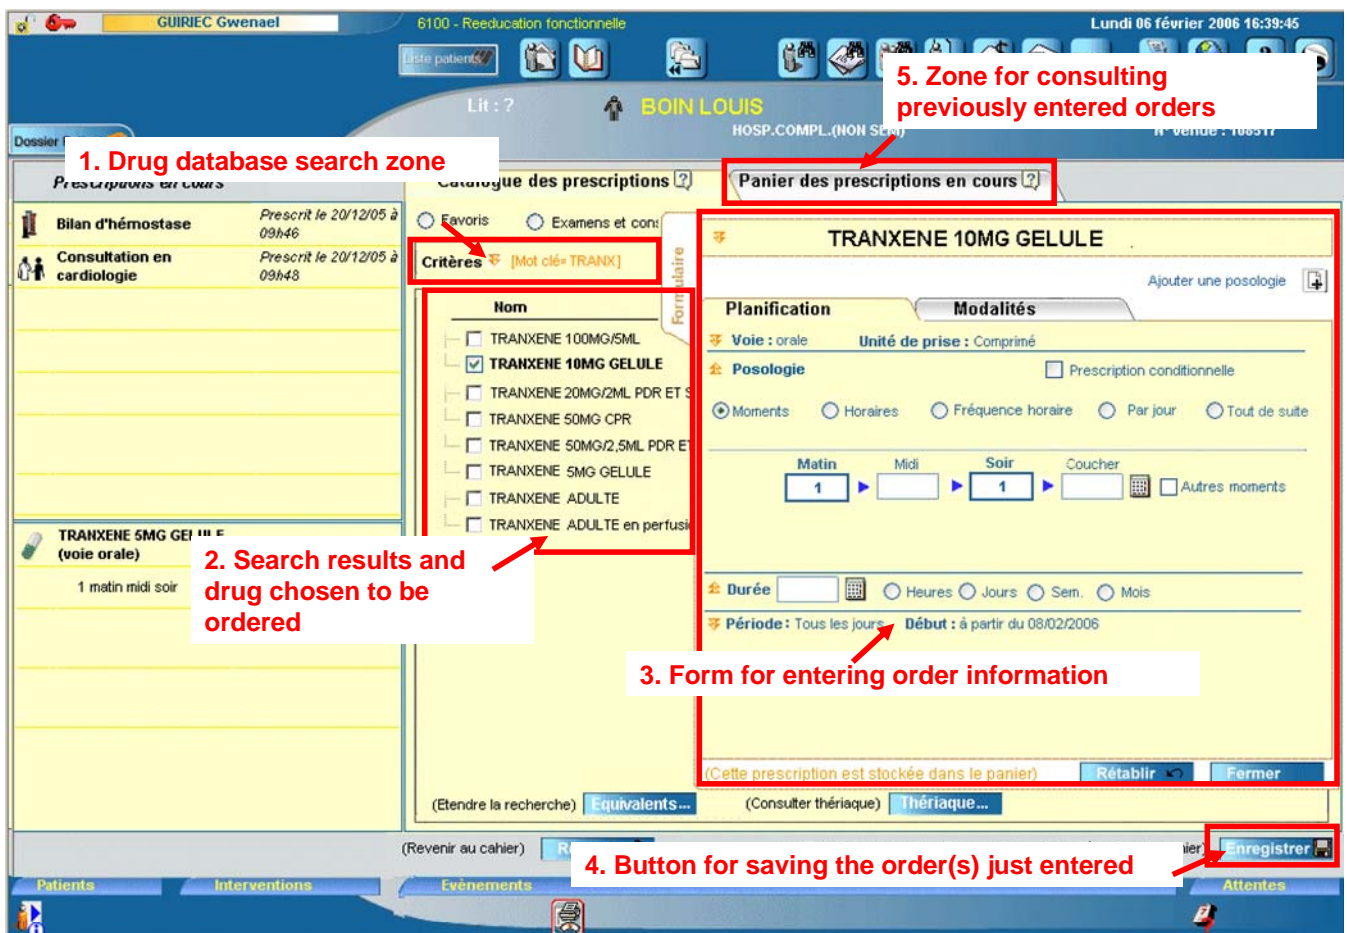 GUIRIEC Gwenael
6100 - Reeducation fonctionnelle
Lundi 06 février 2006 16:39:45
Liste patients
5. Zone for consulting
previously entered orders
Lit : ?
BOIN LOUIS
HOSP.COMPL.(NON
N° vende : 108517
Dossier
1. Drug database search zone
Prescriptions en cours
Catalogue des prescriptions ?
Panier des prescriptions en cours ?
Bilan d'hémostase
Prescrit le 20/12/05 à
09h46
Consultation en
cardiologie
Prescrit le 20/12/05 à
09h48
TRANXENE 5MG GELULE
(voie orale)
1 matin midi soir
Favoris
Examens et cons
Critères
[Mot clé= TRANX]
Formulaire
Nom
TRANXENE 100MG/5ML
TRANXENE 10MG GELULE
TRANXENE 20MG/2ML PDR ET S
TRANXENE 50MG CPR
TRANXENE 50MG/2,5ML PDR ET
TRANXENE 5MG GELULE
TRANXENE ADULTE
TRANXENE ADULTE en perfusi
2. Search results and
drug chosen to be
ordered
TRANXENE 10MG GELULE
Ajouter une posologie
Planification
Modalités
Voie : orale
Unité de prise : Comprimé
Posologie
Prescription conditionnelle
Moments
Horaires
Fréquence horaire
Par jour
Tout de suite
Matin
Midi
Soir
Coucher
1
1
Autres moments
Durée
Heures
Jours
Sem.
Mois
Période : Tous les jours
Début : à partir du 08/02/2006
3. Form for entering order information
(Cette prescription est stockée dans le panier)
Rétablir
Fermer
(Etendre la recherche)
Equivalents...
(Consulter thériaque)
Thériaque...
(Revenir au cahier)
4. Button for saving the order(s) just entered
Enregistrer
Patients
Interventions
Evènements
Attentes